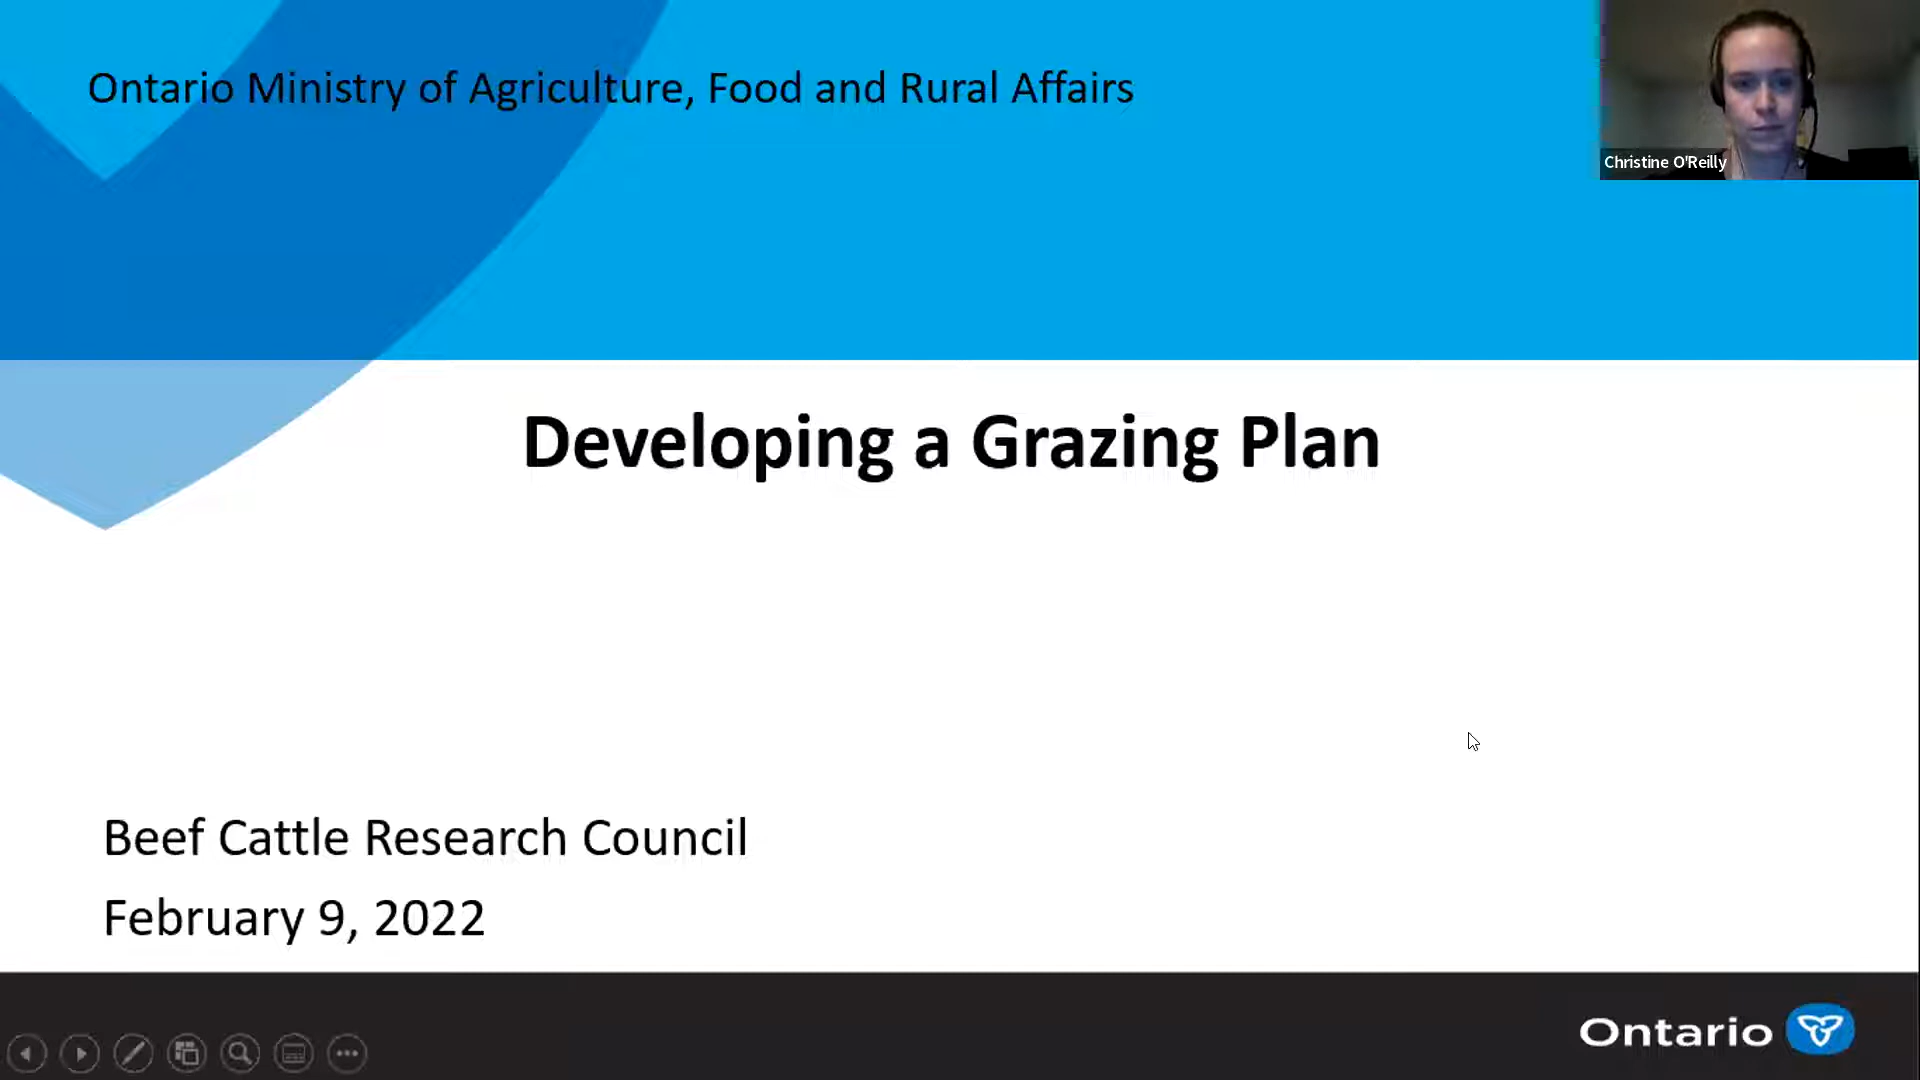 Ontario Ministry of Agriculture, Food and Rural Affairs
Christine O'Reilly
Developing a Grazing Plan
Beef Cattle Research Council
February 9, 2022
Ontario